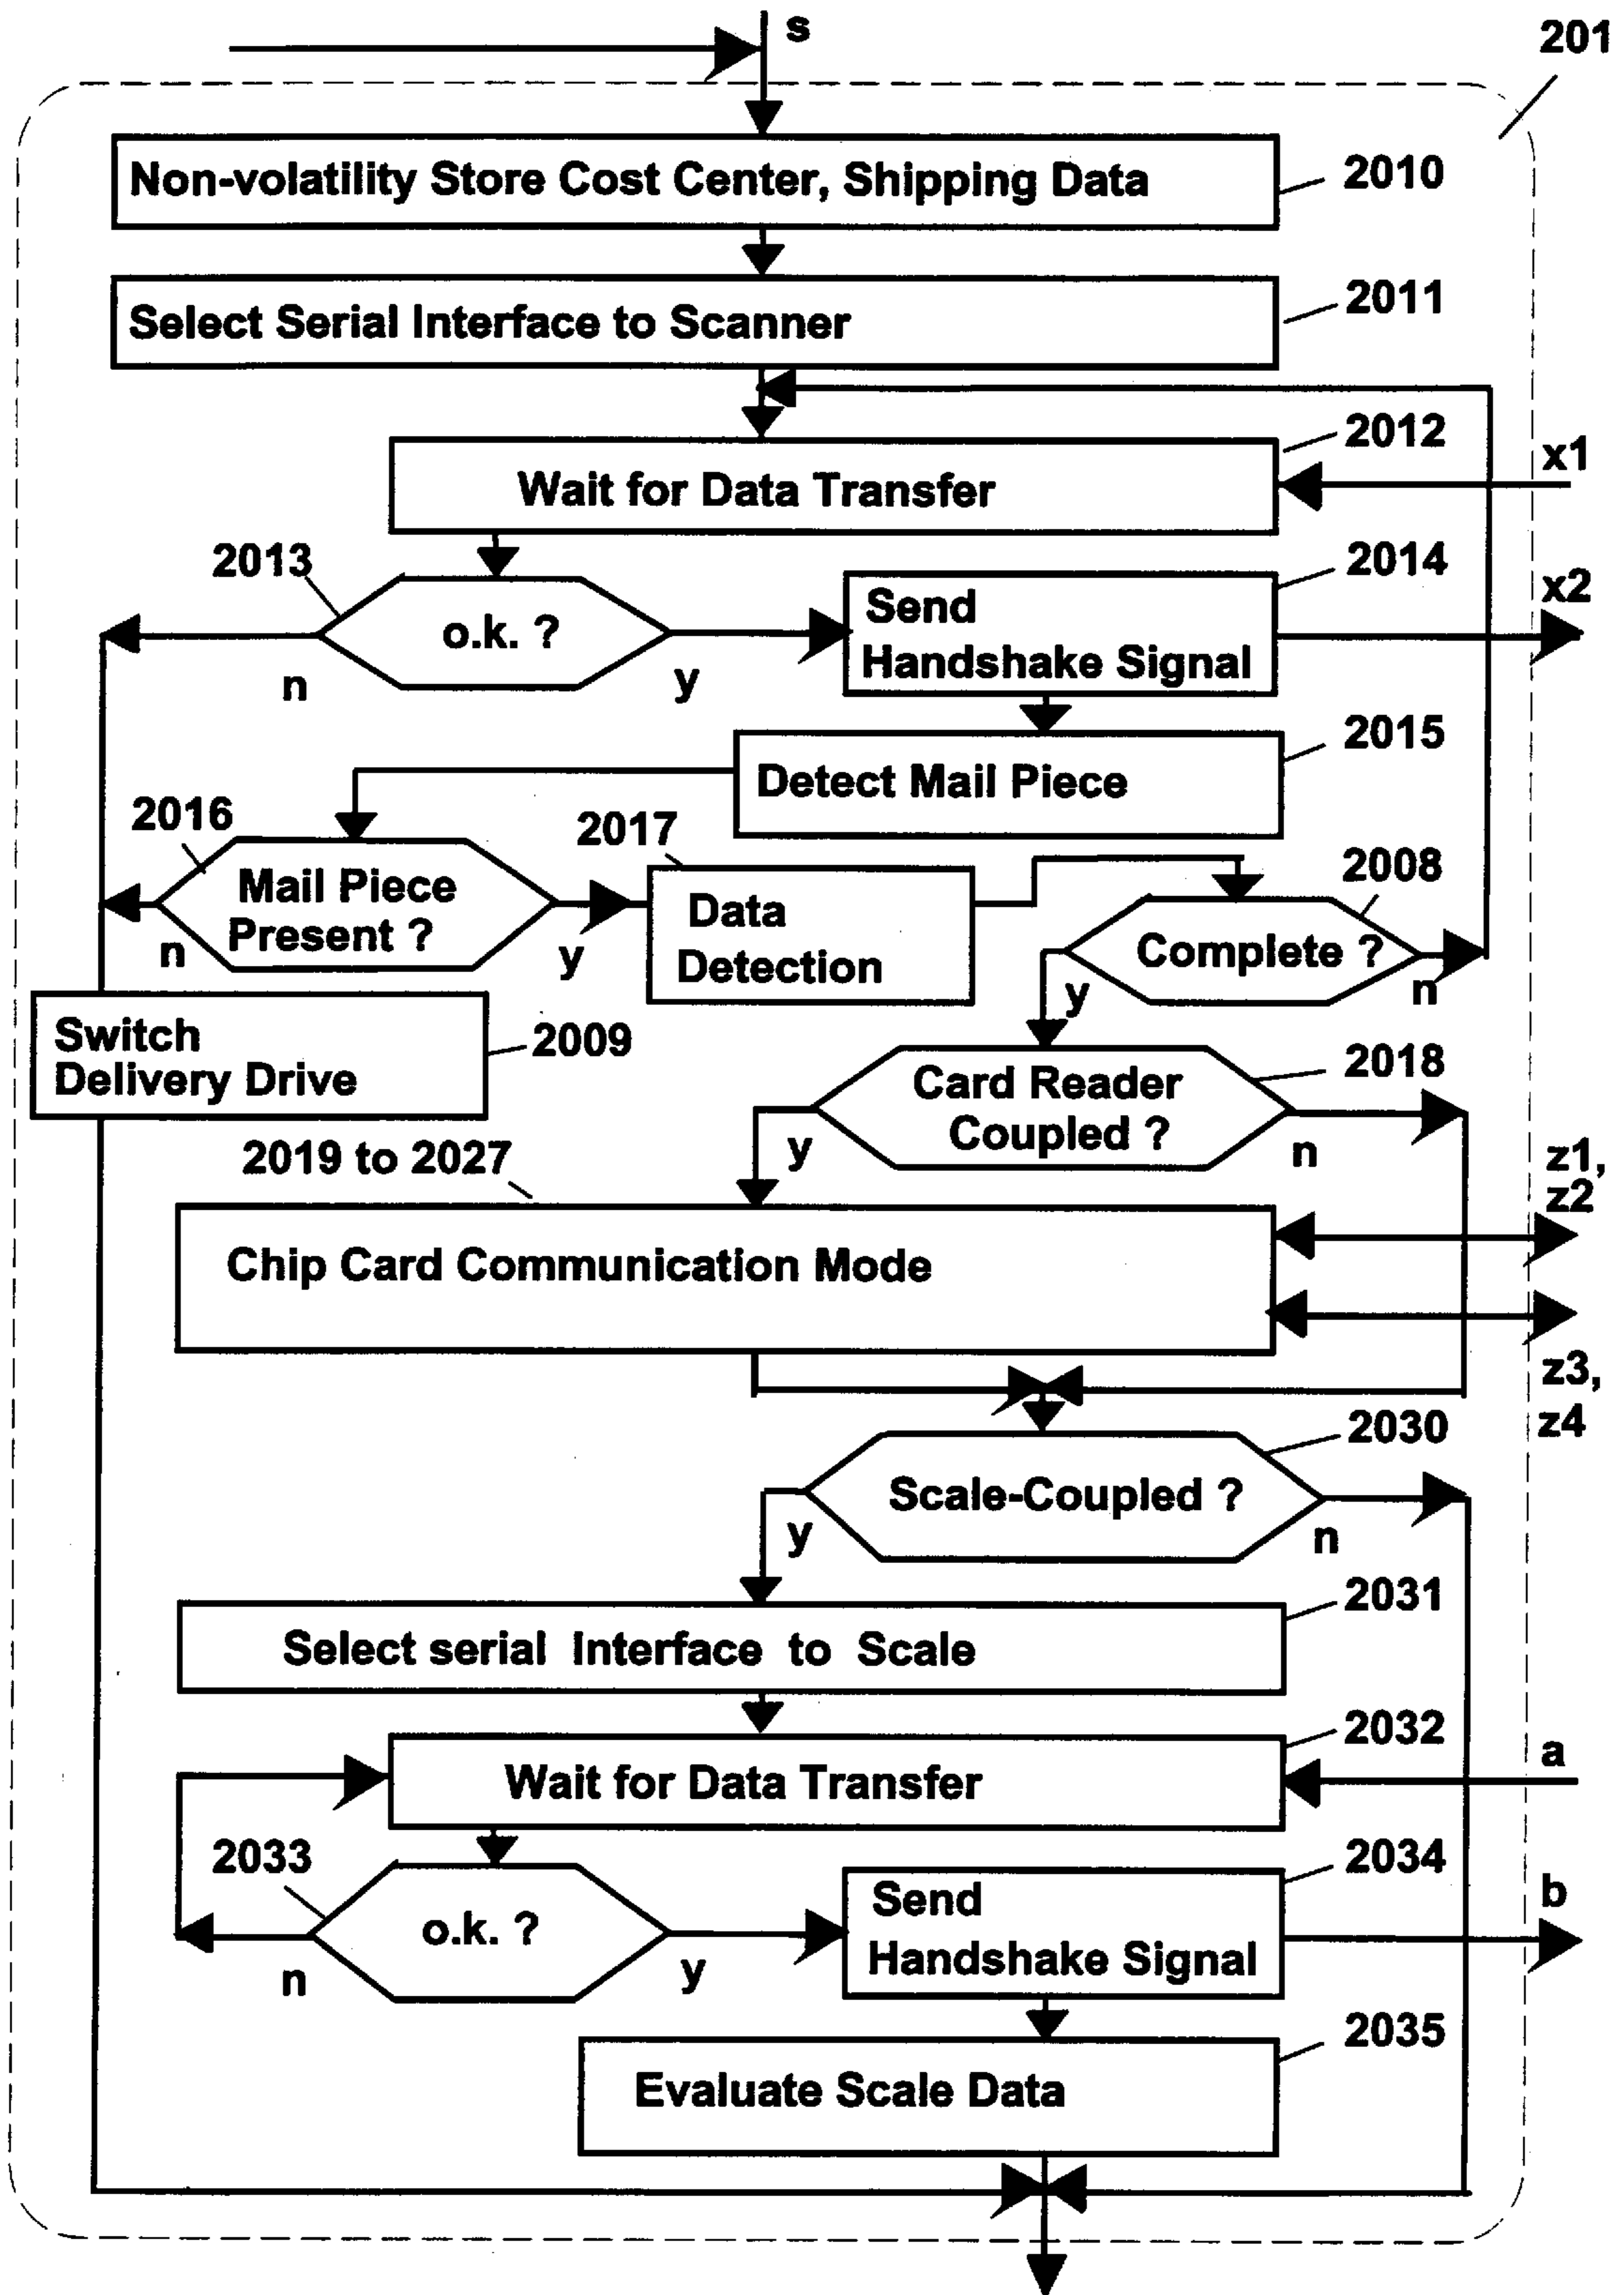 s
201
Non-volatility Store Cost Center, Shipping Data
2010
Select Serial Interface to Scanner
2011
2012
Wait for Data Transfer
x1
2013
o.k. ?
n
y
2014
Send
Handshake Signal
x2
2015
Detect Mail Piece
2016
Mail Piece
Present ?
n
y
2017
Data
Detection
2008
Complete ?
y
n
Switch
Delivery Drive
2009
2018
Card Reader
Coupled ?
y
n
2019 to 2027
Chip Card Communication Mode
z1,
z2
z3,
z4
2030
Scale-Coupled ?
y
n
2031
Select serial Interface to Scale
2032
Wait for Data Transfer
a
2033
o.k. ?
n
y
2034
Send
Handshake Signal
b
2035
Evaluate Scale Data